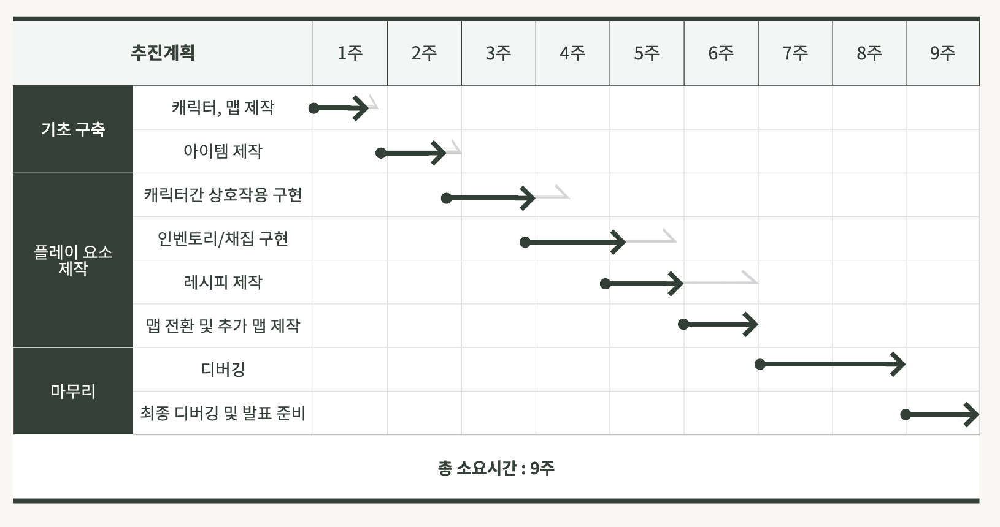 추진계획
1주
2주
3주
4주
5주
6주
7주
8주
9주
기초 구축
캐릭터, 맵 제작
아이템 제작
플레이 요소
제작
캐릭터간 상호작용 구현
인벤토리/채집 구현
레시피 제작
맵 전환 및 추가 맵 제작
마무리
디버깅
최종 디버깅 및 발표 준비
총 소요시간 : 9주